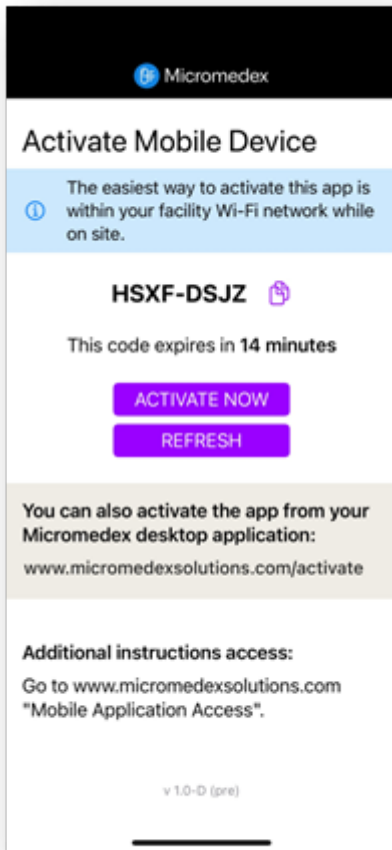 Micromedex
Activate Mobile Device
The easiest way to activate this app is
within your facility Wi-Fi network while
on site.
HSXF-DSJZ
This code expires in 14 minutes
ACTIVATE NOW
REFRESH
You can also activate the app from your
Micromedex desktop application:
www.micromedexsolutions.com/activate
Additional instructions access:
Go to www.micromedexsolutions.com
"Mobile Application Access".
v 1.0-D (pre)